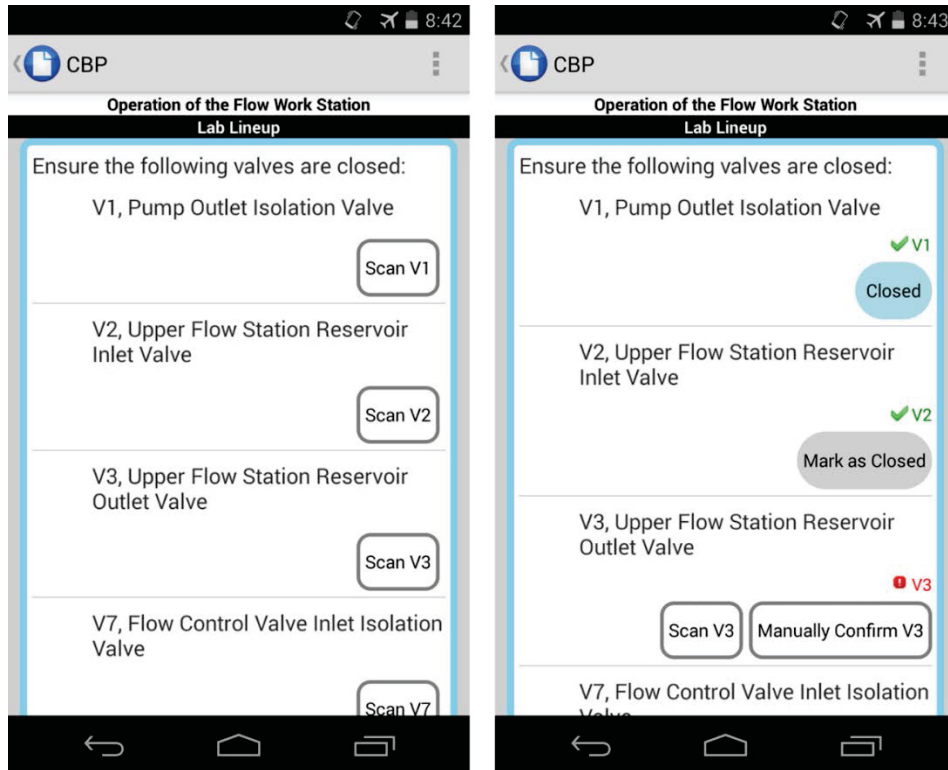 8:42
CBP
Operation of the Flow Work Station
Lab Lineup
Ensure the following valves are closed:
V1, Pump Outlet Isolation Valve
Scan V1
V2, Upper Flow Station Reservoir
Inlet Valve
Scan V2
V3, Upper Flow Station Reservoir
Outlet Valve
Scan V3
V7, Flow Control Valve Inlet Isolation
Valve
Scan V7
8:43
CBP
Operation of the Flow Work Station
Lab Lineup
Ensure the following valves are closed:
V1, Pump Outlet Isolation Valve
V1
Closed
V2, Upper Flow Station Reservoir
Inlet Valve
V2
Mark as Closed
V3, Upper Flow Station Reservoir
Outlet Valve
V3
Scan V3 Manually Confirm V3
V7, Flow Control Valve Inlet Isolation
Valve